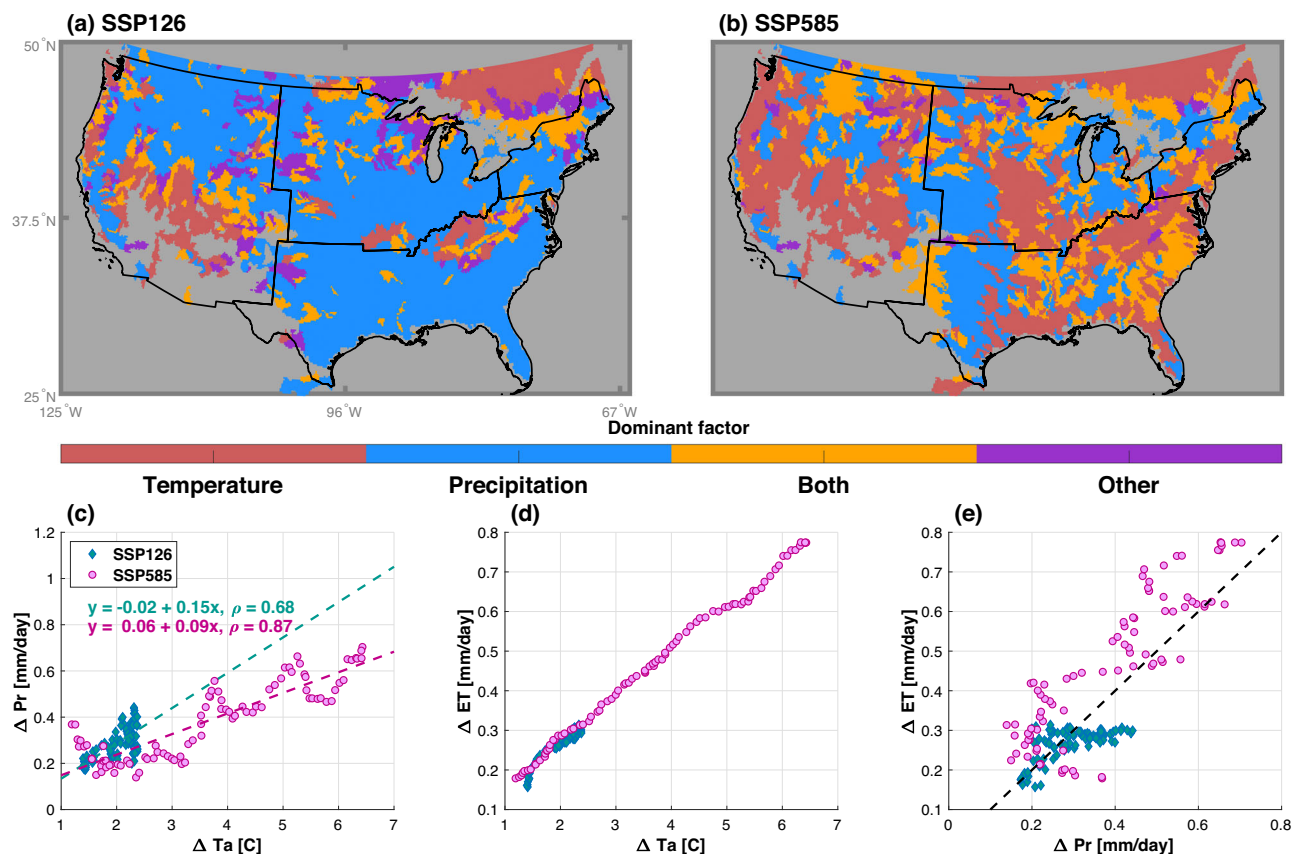 (a) SSP126
(b) SSP585
50°N
37.5°N
25°N
125°W
96°W
67°W
Dominant factor
Temperature
Precipitation
Both
Other
(c)
(d)
(e)
SSP126
SSP585
y = -0.02 + 0.15x, ρ = 0.68
y = 0.06 + 0.09x, ρ = 0.87
Δ Pr [mm/day]
1.2
1
0.8
0.6
0.4
0.2
0
1 2 3 4 5 6 7
Δ Ta [C]
Δ ET [mm/day]
0.8
0.7
0.6
0.5
0.4
0.3
0.2
0.1
1 2 3 4 5 6 7
Δ Ta [C]
Δ ET [mm/day]
0.8
0.7
0.6
0.5
0.4
0.3
0.2
0.1
0 0.2 0.4 0.6 0.8
Δ Pr [mm/day]